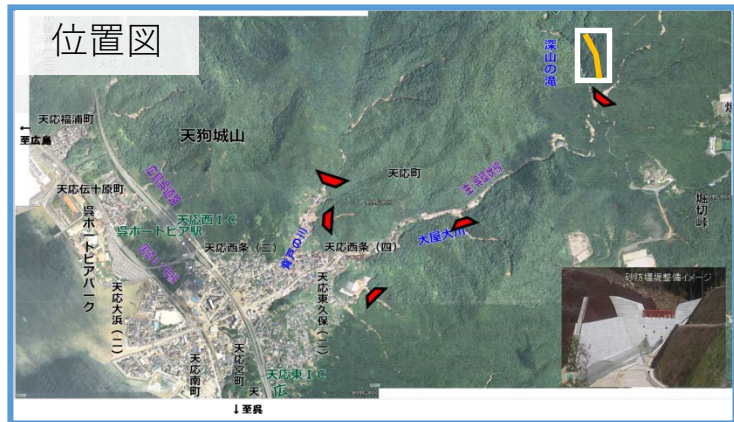 位置図
深山の滝
天応福浦町
←
至広島
天狗城山
天応町
天応伝十原町
呉ポートピアパーク
天応西IC
呉ポートピア駅
天応西条(二)
背戸の川
天応西条(四)
大屋大川
堀切峠
砂防堰堤整備イメージ
天応大浜(二)
天応東久保(二)
天応南町
天応宮町
天応東IC
↓至呉